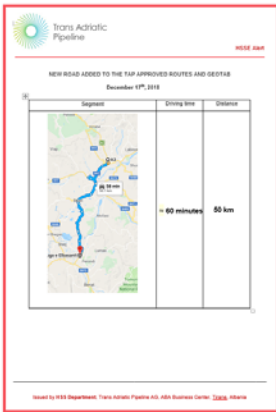 Trans Adriatic
Pipeline
HSSE Alert
NEW ROAD ADDED TO THE TAP APPROVED ROUTES AND GEOTAB
December 17th, 2018
Segment
Driving time
Distance
≈ 60 minutes
50 km
Issued by HSS Department, Trans Adriatic Pipeline AG, ABA Business Center, Tirana, Albania